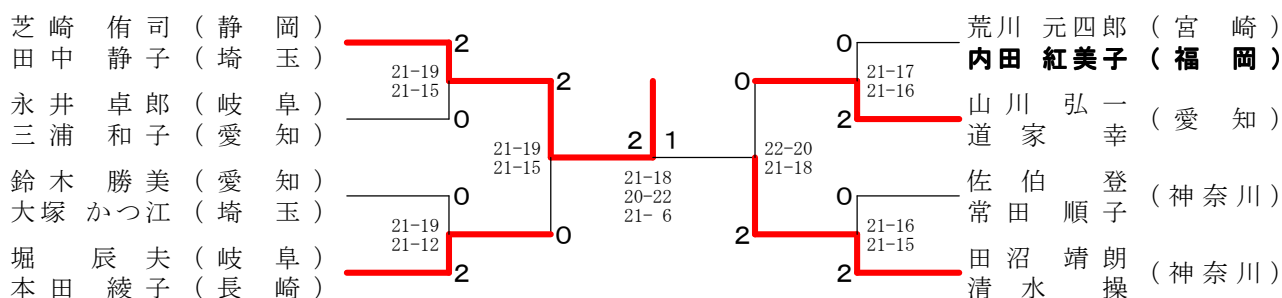 芝崎 侑司 ( 静 岡 )
田中 静子 ( 埼 玉 )
永井 卓郎 ( 岐 阜 )
三浦 和子 ( 愛 知 )
鈴木 勝美 ( 愛 知 )
大塚 かつ江 ( 埼 玉 )
堀 辰夫 ( 岐 阜 )
本田 綾子 ( 長 崎 )
2
21-19
21-15
0
0
21-19
21-12
2
2
21-19
21-15
0
2 1
21-18
20-22
21- 6
0
22-20
21-18
2
0
21-17
21-16
2
0
21-16
21-15
2
荒川 元四郎 ( 宮 崎 )
内田 紅美子 ( 福 岡 )
山川 弘一
道家 幸
( 愛 知 )
佐伯 登
常田 順子
( 神奈川 )
田沼 靖朗
清水 操
( 神奈川 )